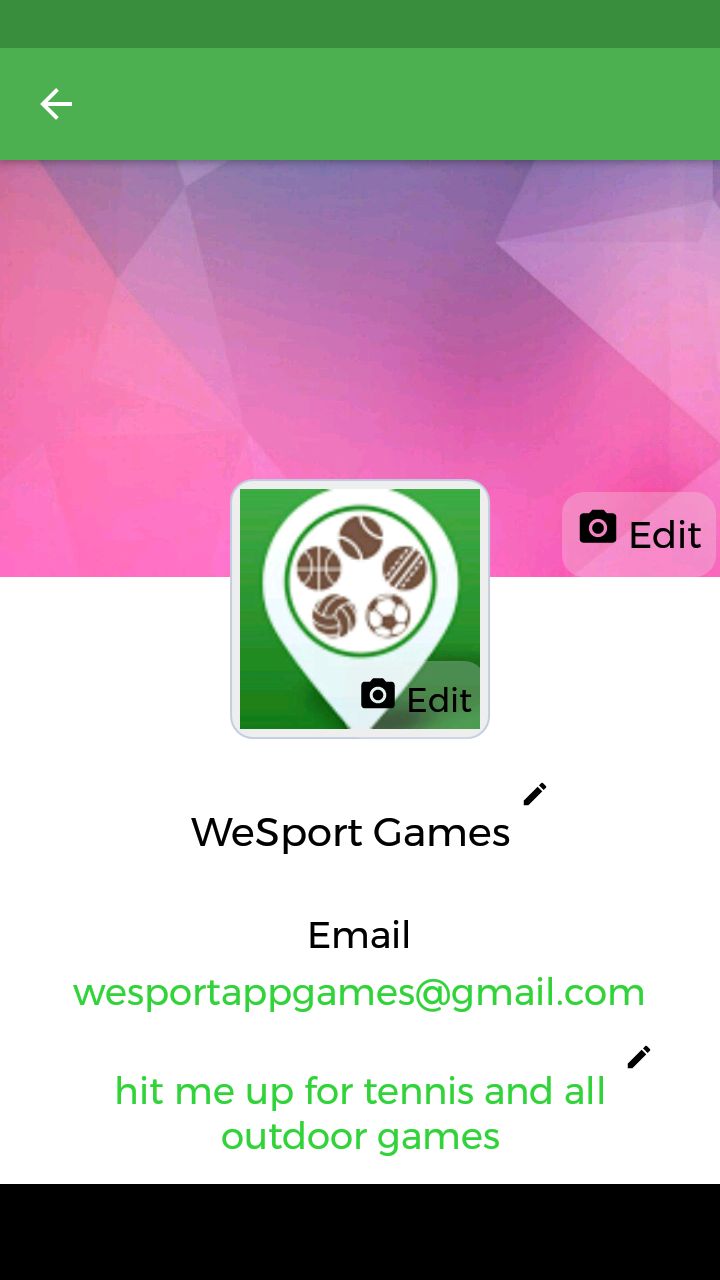 Edit
Edit
WeSport Games
Email
wesportappgames@gmail.com
hit me up for tennis and all
outdoor games